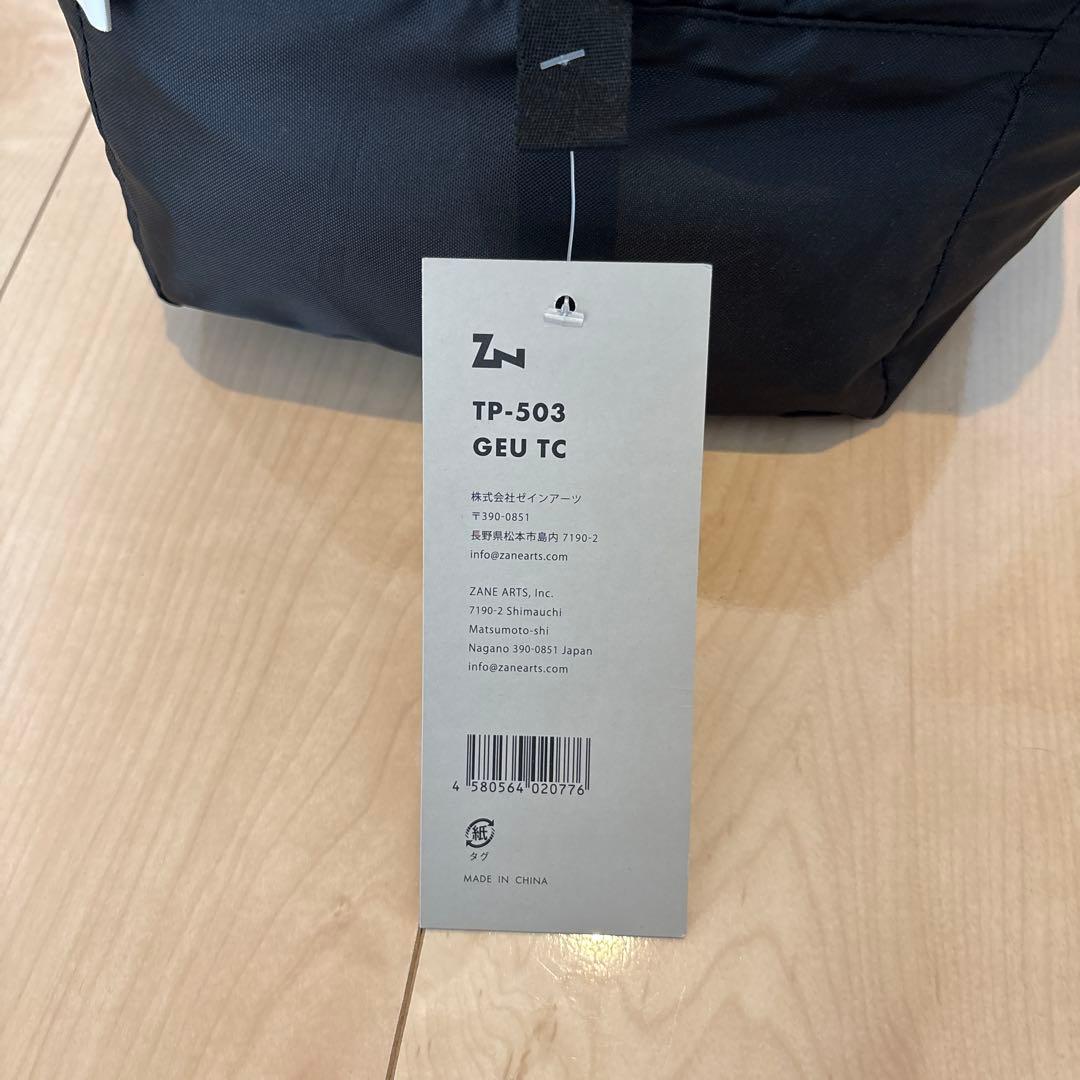 ZN
TP-503
GEU TC
株式会社ゼインアーツ
〒390-0851
長野県松本市島内 7190-2
info@zanearts.com
ZANE ARTS, Inc.
7190-2 Shimauchi
Matsumoto-shi
Nagano 390-0851 Japan
info@zanearts.com
4 580564 020776
紙
タグ
MADE IN CHINA